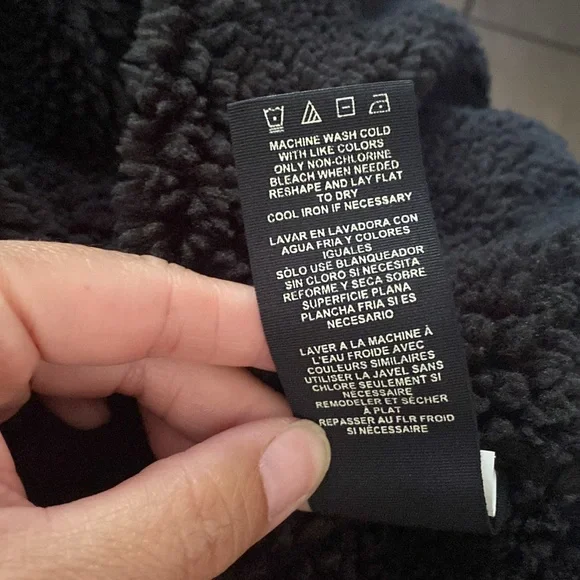 MACHINE WASH COLD
WITH LIKE COLORS
ONLY NON-CHLORINE
BLEACH WHEN NEEDED
RESHAPE AND LAY FLAT
TO DRY
COOL IRON IF NECESSARY
LAVAR EN LAVADORA CON
AGUA FRIA Y COLORES
IGUALES
SÓLO USE BLANQUEADOR
SIN CLORO SI NECESITA
REFORME Y SECA SOBRE
SUPERFICIE PLANA
PLANCHA FRIA SI ES
NECESARIO
LAVER A LA MACHINE À
L'EAU FROIDE AVEC
COULEURS SIMILAIRES
UTILISER LA JAVEL SANS
CHLORE SEULEMENT SI
NECESSAIRE
REMODELER ET SÉCHER
À PLAT
REPASSER AU FLR FROID
SI NÉCESSAIRE